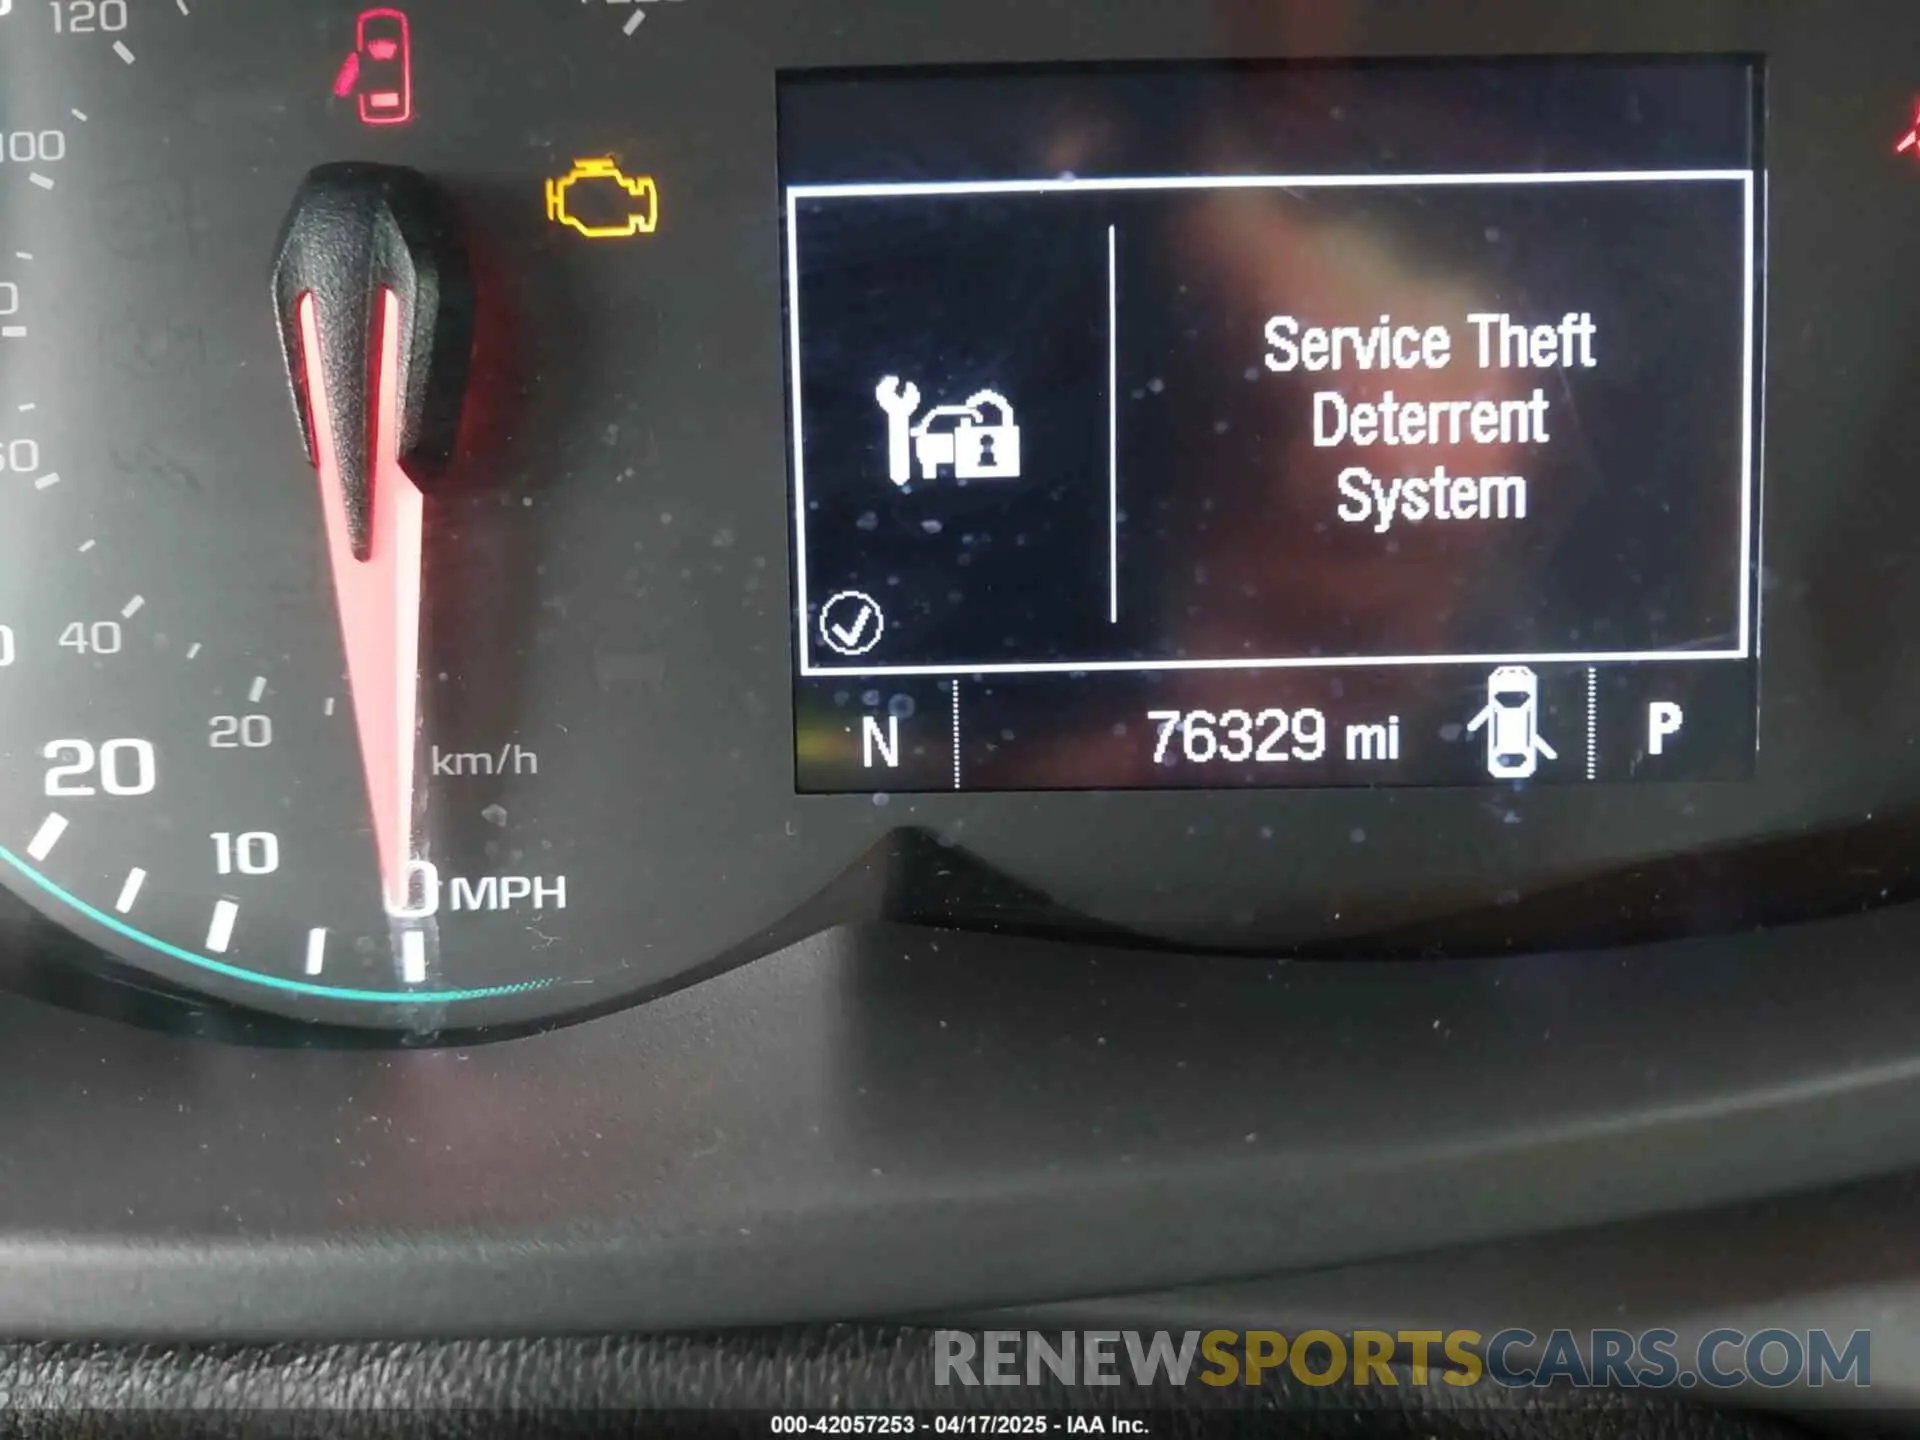 120
100
60
40
20
km/h
20
10
0 MPH
Service Theft
Deterrent
System
N
76329 mi
P
RENEWSPORTSCARS.COM
000-42057253 - 04/17/2025 - IAA Inc.